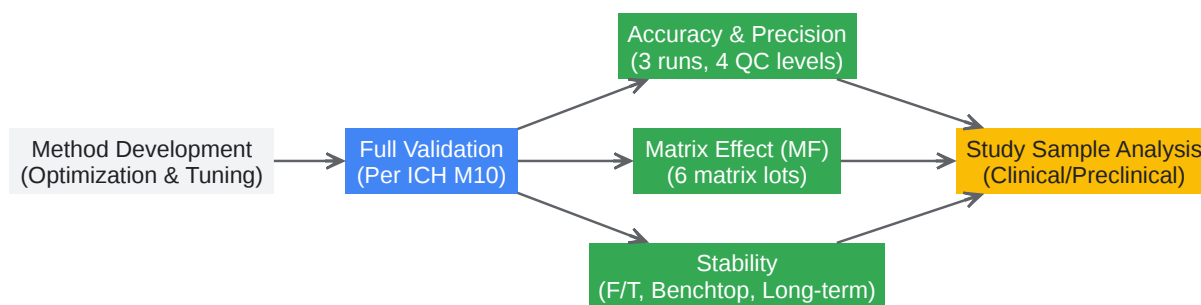 Method Development
(Optimization & Tuning)
Full Validation
(Per ICH M10)
Accuracy & Precision
(3 runs, 4 QC levels)
Matrix Effect (MF)
(6 matrix lots)
Stability
(F/T, Benchtop, Long-term)
Study Sample Analysis
(Clinical/Preclinical)